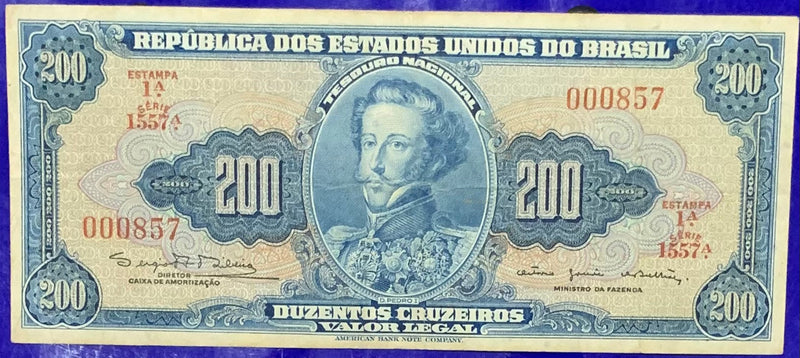 REPÚBLICA DOS ESTADOS UNIDOS DO BRASIL
200
200
TESOURO NACIONAL
ESTAMPA
1ª
SÉRIE
1557ª.
000857
200
200
000857
ESTAMPA
1ª
SÉRIE
1557ª
DIRETOR
CAIXA DE AMORTIZAÇÃO
MINISTRO DA FAZENDA
D. PEDRO I
200
200
DUZENTOS CRUZEIROS
VALOR LEGAL
AMERICAN BANK NOTE COMPANY.